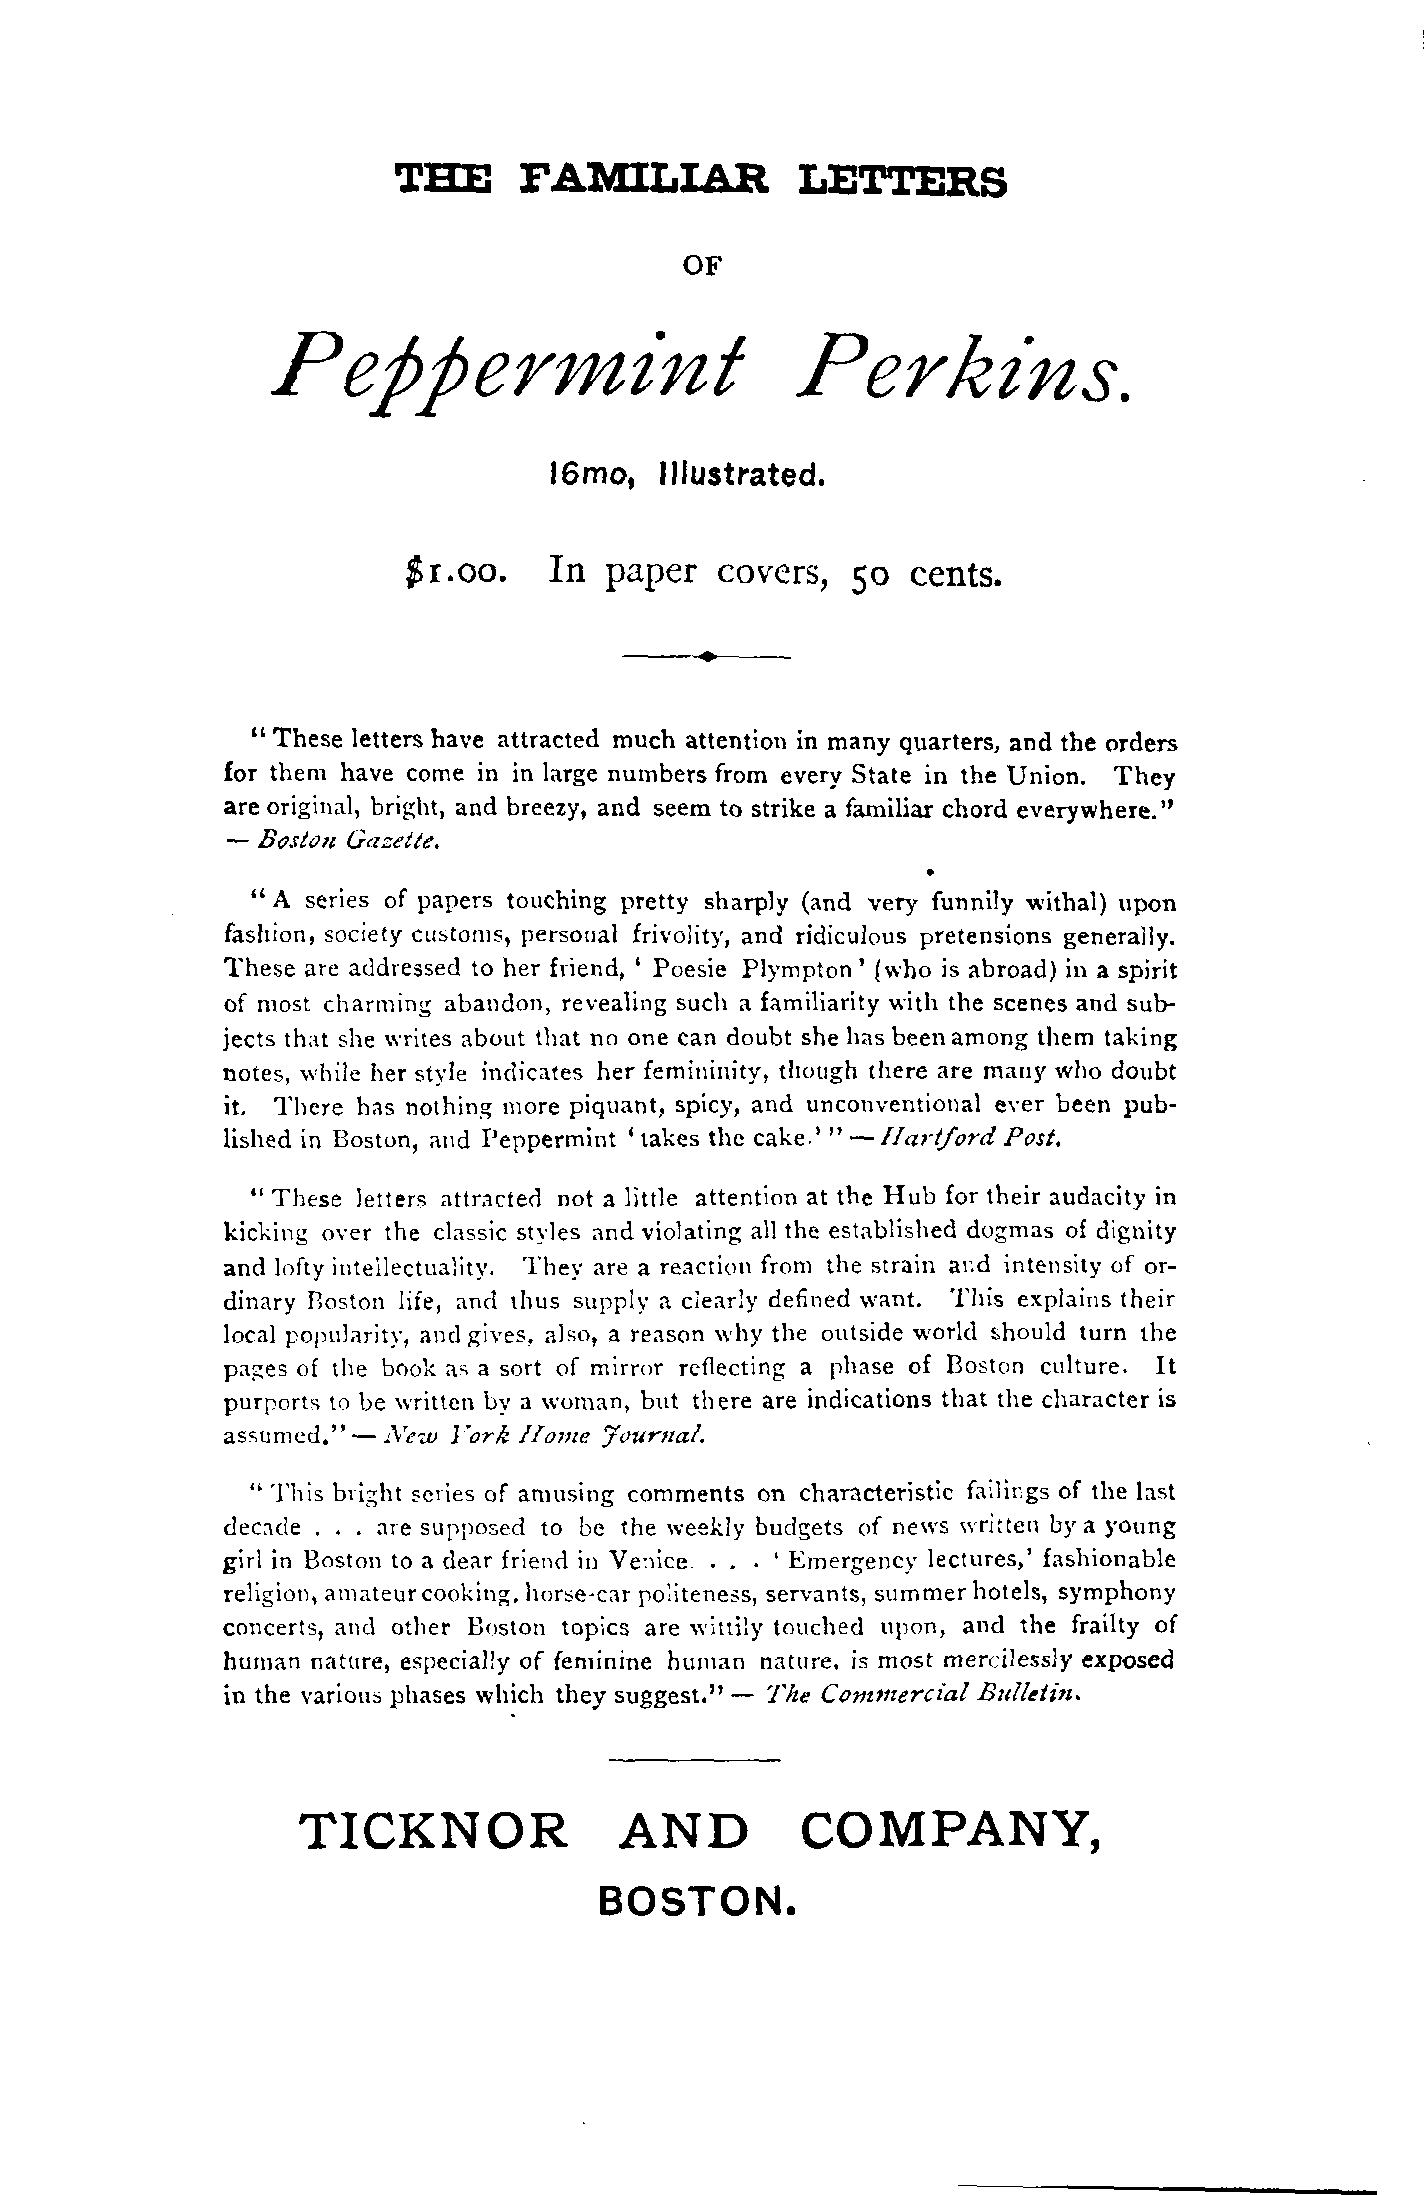 THE FAMILIAR LETTERS
OF
Peppermint Perkins.
16mo, Illustrated.
$1.00. In paper covers, 50 cents.
“These letters have attracted much attention in many quarters, and the orders
for them have come in in large numbers from every State in the Union. They
are original, bright, and breezy, and seem to strike a familiar chord everywhere.”
— Boston Gazette.
“A series of papers touching pretty sharply (and very funnily withal) upon
fashion, society customs, personal frivolity, and ridiculous pretensions generally.
These are addressed to her friend, ‘Poesie Plympton’ (who is abroad) in a spirit
of most charming abandon, revealing such a familiarity with the scenes and sub-
jects that she writes about that no one can doubt she has been among them taking
notes, while her style indicates her femininity, though there are many who doubt
it. There has nothing more piquant, spicy, and unconventional ever been pub-
lished in Boston, and Peppermint ‘takes the cake.’” — Hartford Post.
“These letters attracted not a little attention at the Hub for their audacity in
kicking over the classic styles and violating all the established dogmas of dignity
and lofty intellectuality. They are a reaction from the strain and intensity of or-
dinary Boston life, and thus supply a clearly defined want. This explains their
local popularity, and gives, also, a reason why the outside world should turn the
pages of the book as a sort of mirror reflecting a phase of Boston culture. It
purports to be written by a woman, but there are indications that the character is
assumed.” — New York Home Journal.
“This bright series of amusing comments on characteristic failings of the last
decade . . . are supposed to be the weekly budgets of news written by a young
girl in Boston to a dear friend in Venice. . . . ‘Emergency lectures,’ fashionable
religion, amateur cooking, horse-car politeness, servants, summer hotels, symphony
concerts, and other Boston topics are wittily touched upon, and the frailty of
human nature, especially of feminine human nature, is most mercilessly exposed
in the various phases which they suggest.” — The Commercial Bulletin.
TICKNOR AND COMPANY,
BOSTON.